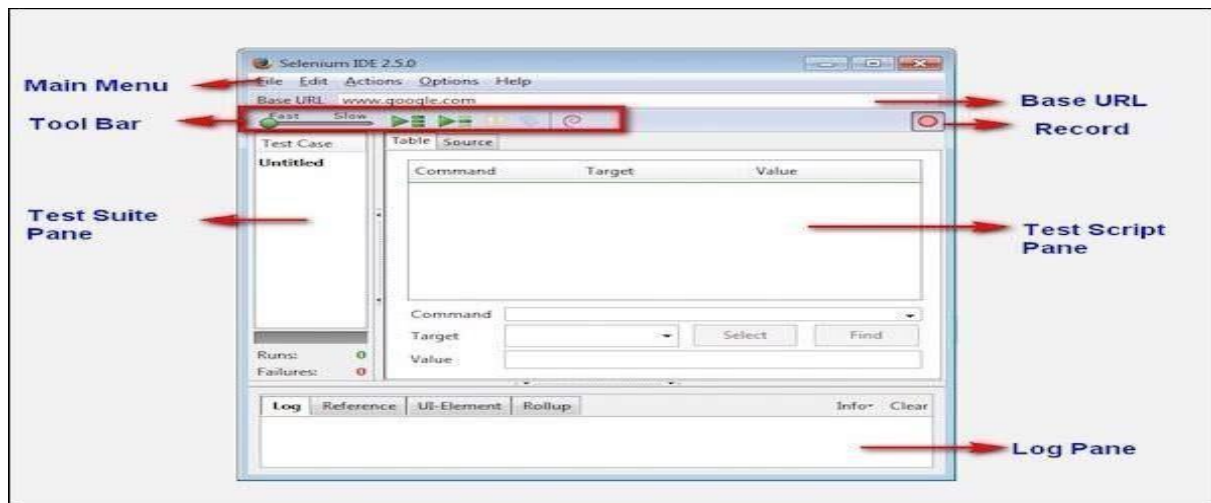 Selenium IDE 2.5.0
Main Menu
File Edit Actions Options Help
Base URL www.google.com
Base URL
Tool Bar
Fast Slow
Record
Test Case
Table Source
Untitled
Command Target Value
Test Suite
Pane
Test Script
Pane
Command
Target Select Find
Value
Runs: 0
Failures: 0
Log Reference UI-Element Rollup Info Clear
Log Pane